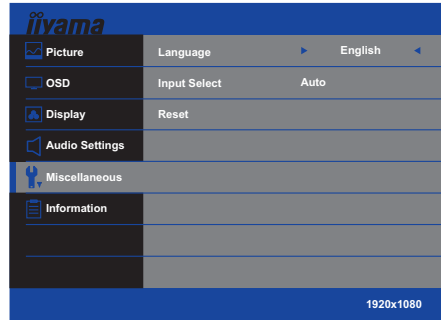 iiyama
Picture
Language English
OSD
Input Select Auto
Display
Reset
Audio Settings
Miscellaneous
Information
1920x1080